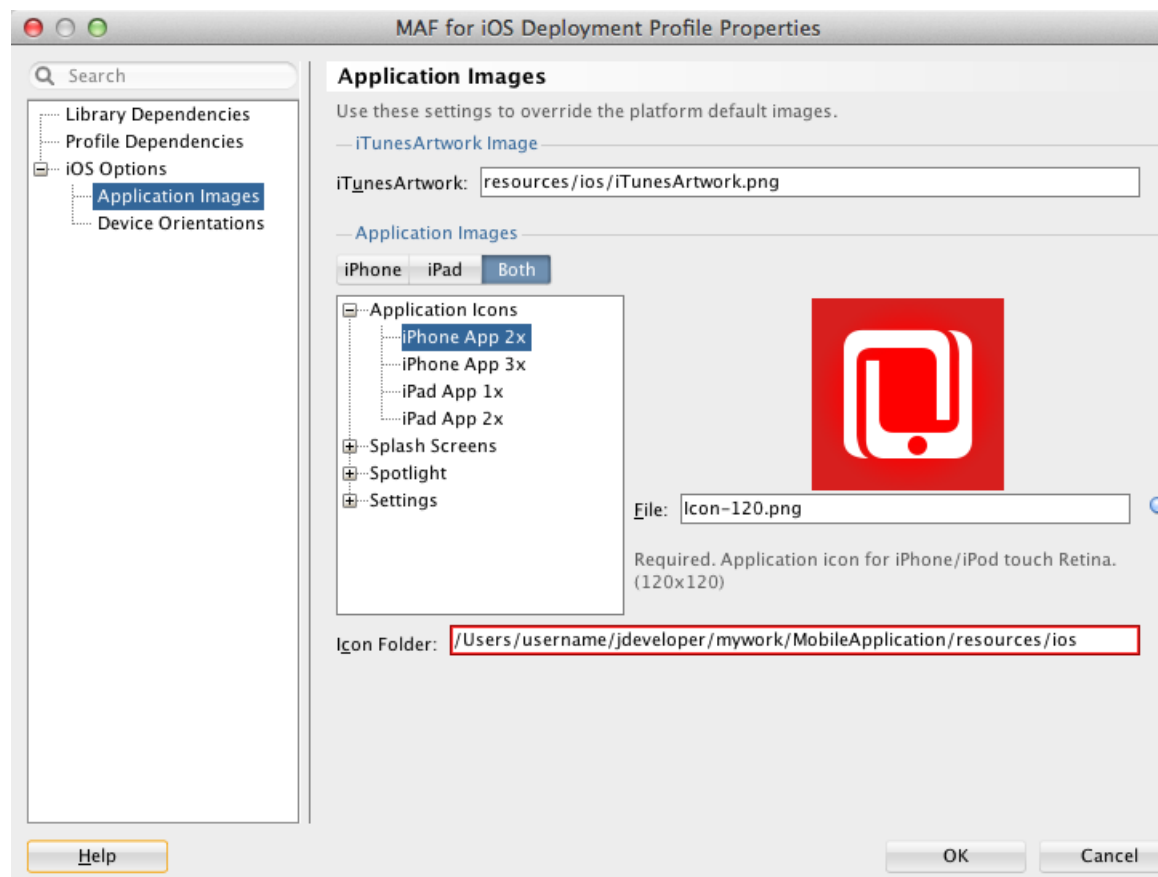 MAF for iOS Deployment Profile Properties
Search
Library Dependencies
Profile Dependencies
iOS Options
Application Images
Device Orientations
Application Images
Use these settings to override the platform default images.
iTunesArtwork Image
iTunesArtwork: resources/ios/iTunesArtwork.png
Application Images
iPhone iPad Both
Application Icons
iPhone App 2x
iPhone App 3x
iPad App 1x
iPad App 2x
Splash Screens
Spotlight
Settings
File: Icon-120.png
Required. Application icon for iPhone/iPod touch Retina.
(120x120)
Icon Folder: /Users/username/jdeveloper/mywork/MobileApplication/resources/ios
Help OK Cancel